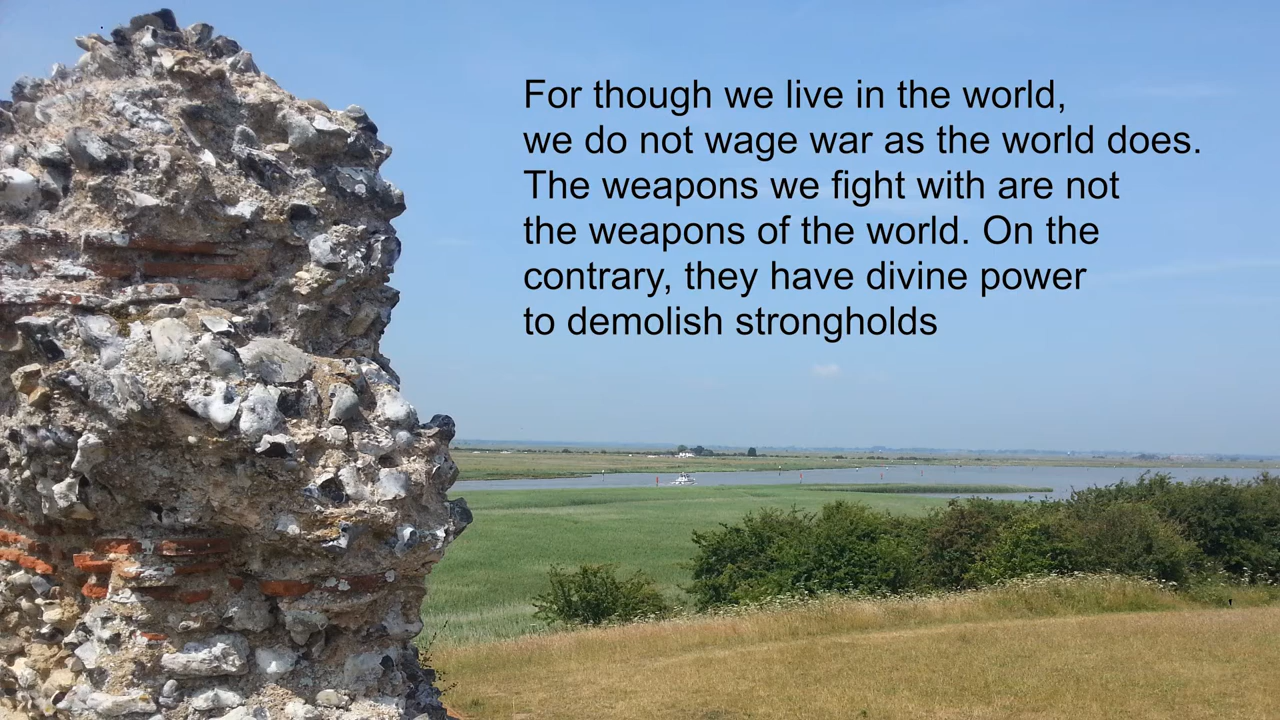 For though we live in the world,
we do not wage war as the world does.
The weapons we fight with are not
the weapons of the world. On the
contrary, they have divine power
to demolish strongholds